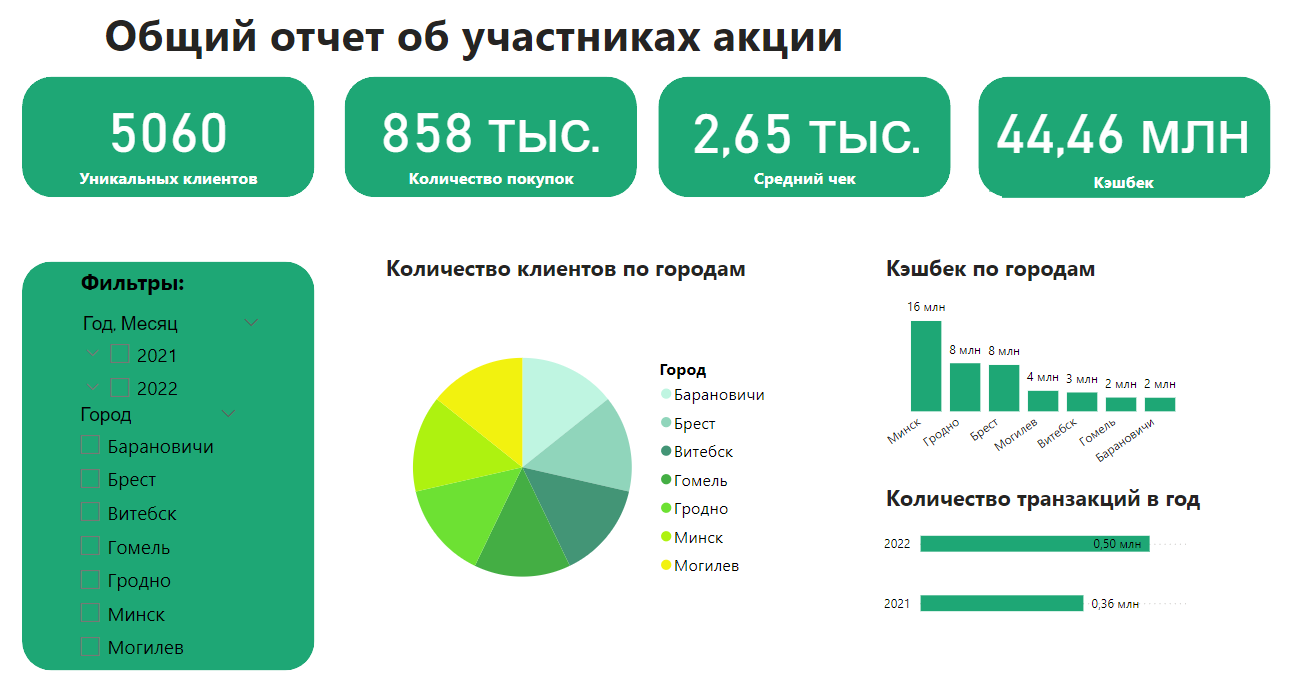 Общий отчет об участниках акции
5060
Уникальных клиентов
858 тыс.
Количество покупок
2,65 тыс.
Средний чек
44,46 млн
Кэшбек
Фильтры:
Год, Месяц
2021
2022
Город
Барановичи
Брест
Витебск
Гомель
Гродно
Минск
Могилев
Количество клиентов по городам
Город
Барановичи
Брест
Витебск
Гомель
Гродно
Минск
Могилев
Кэшбек по городам
16 млн
8 млн
8 млн
4 млн
3 млн
2 млн
2 млн
Минск
Гродно
Брест
Могилев
Витебск
Гомель
Барановичи
Количество транзакций в год
2022
0,50 млн
2021
0,36 млн